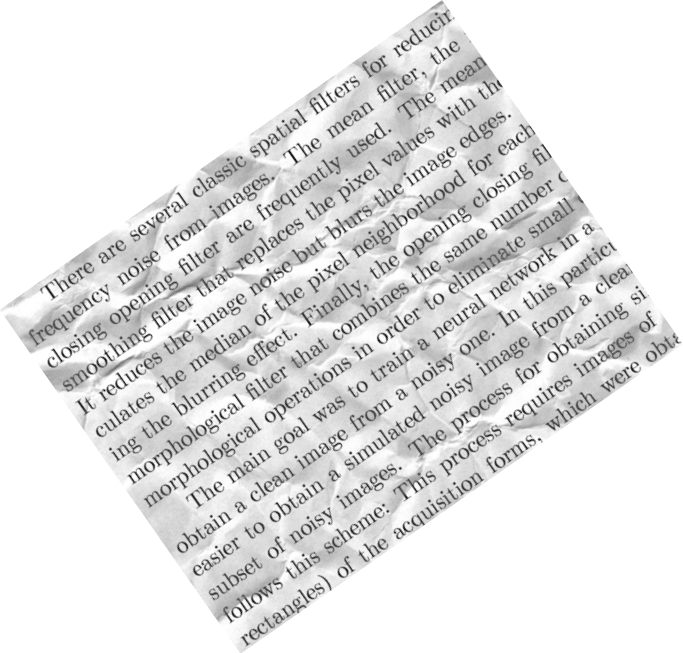 There are several classic spatial filters for reducin
frequency noise from images. The mean filter, the
closing opening filter are frequently used. The mean
smoothing filter that replaces the pixel values with the
It reduces the image noise but blurs the image edges.
culates the median of the pixel neighborhood for each
ing the blurring effect. Finally, the opening closing fil
morphological filter that combines the same number o
morphological operations in order to eliminate small
The main goal was to train a neural network in a
obtain a clean image from a noisy one. In this particu
easier to obtain a simulated noisy image from a clean
subset of noisy images. The process for obtaining si
follows this scheme: This process requires images of
rectangles) of the acquisition forms, which were obta